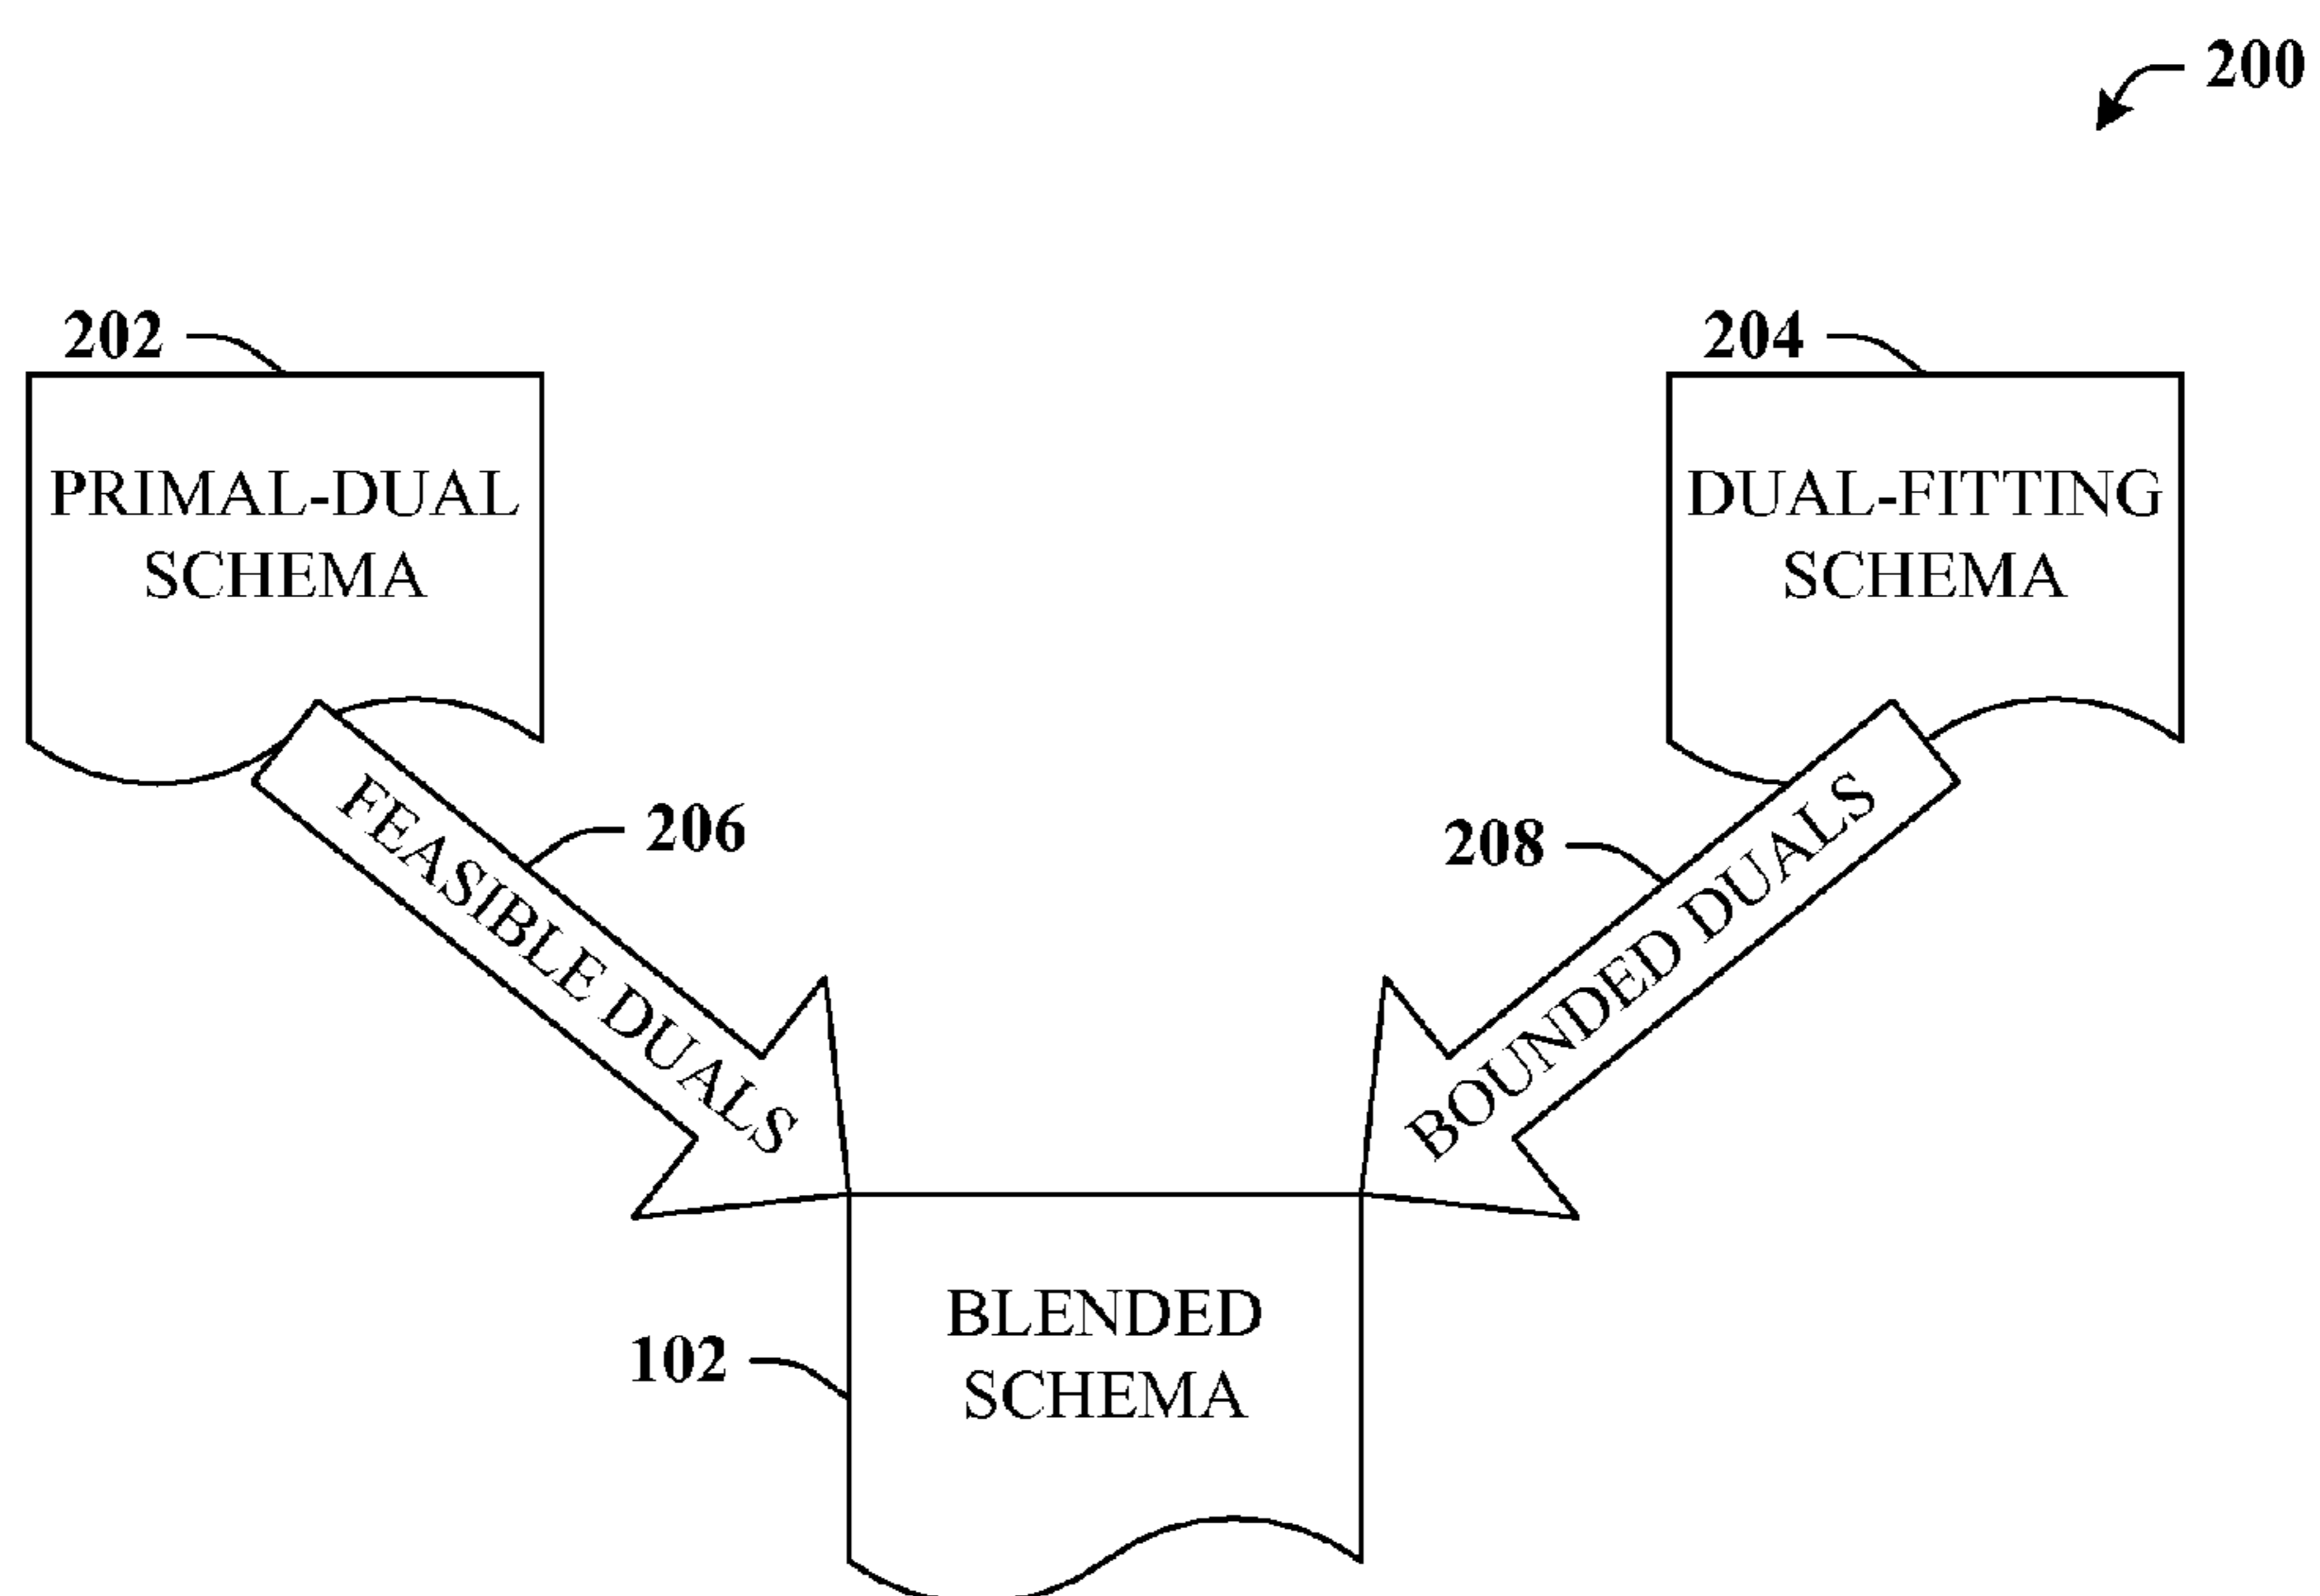 200
202
204
PRIMAL-DUAL
SCHEMA
DUAL-FITTING
SCHEMA
FEASIBLE DUALS
206
208
BOUNDED DUALS
BLENDED
SCHEMA
102